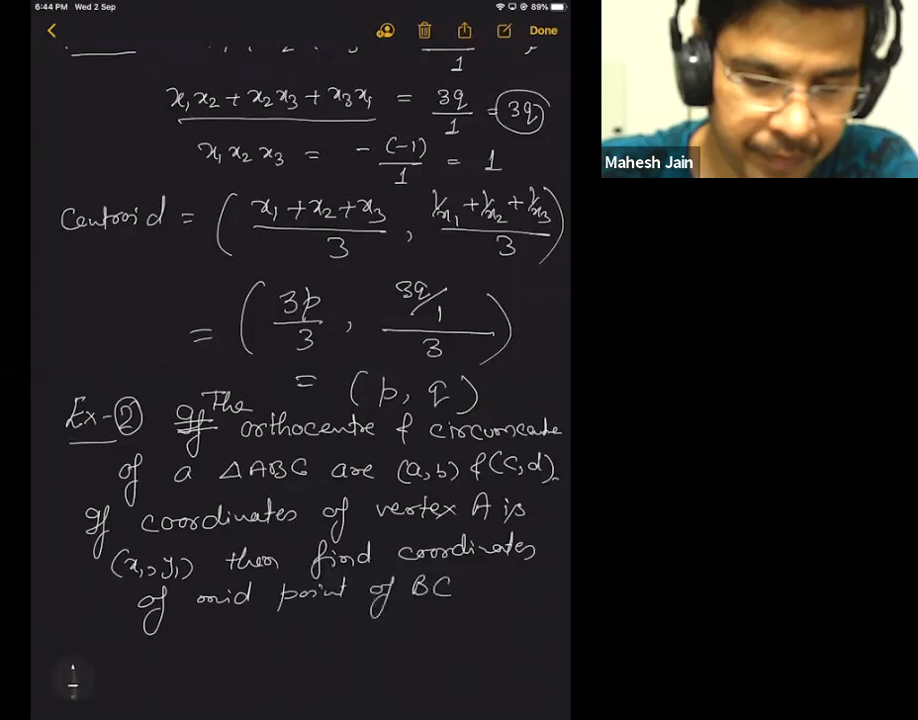 6:44 PM Wed 2 Sep 89%
Done
1
x₁x₂ + x₂x₃ + x₃x₁ = 3q/1 = 3q
x₁x₂x₃ = -(-1)/1 = 1
Centroid = ( (x₁+x₂+x₃)/3 , (1/x₁+1/x₂+1/x₃)/3 )
= ( 3p/3 , (3q/1)/3 )
= (p, q)
Ex-2 The orthocentre & circumcentre
of a △ABC are (a,b) & (c,d).
If coordinates of vertex A is
(x₁,y₁) then find coordinates
of mid point of BC
Mahesh Jain